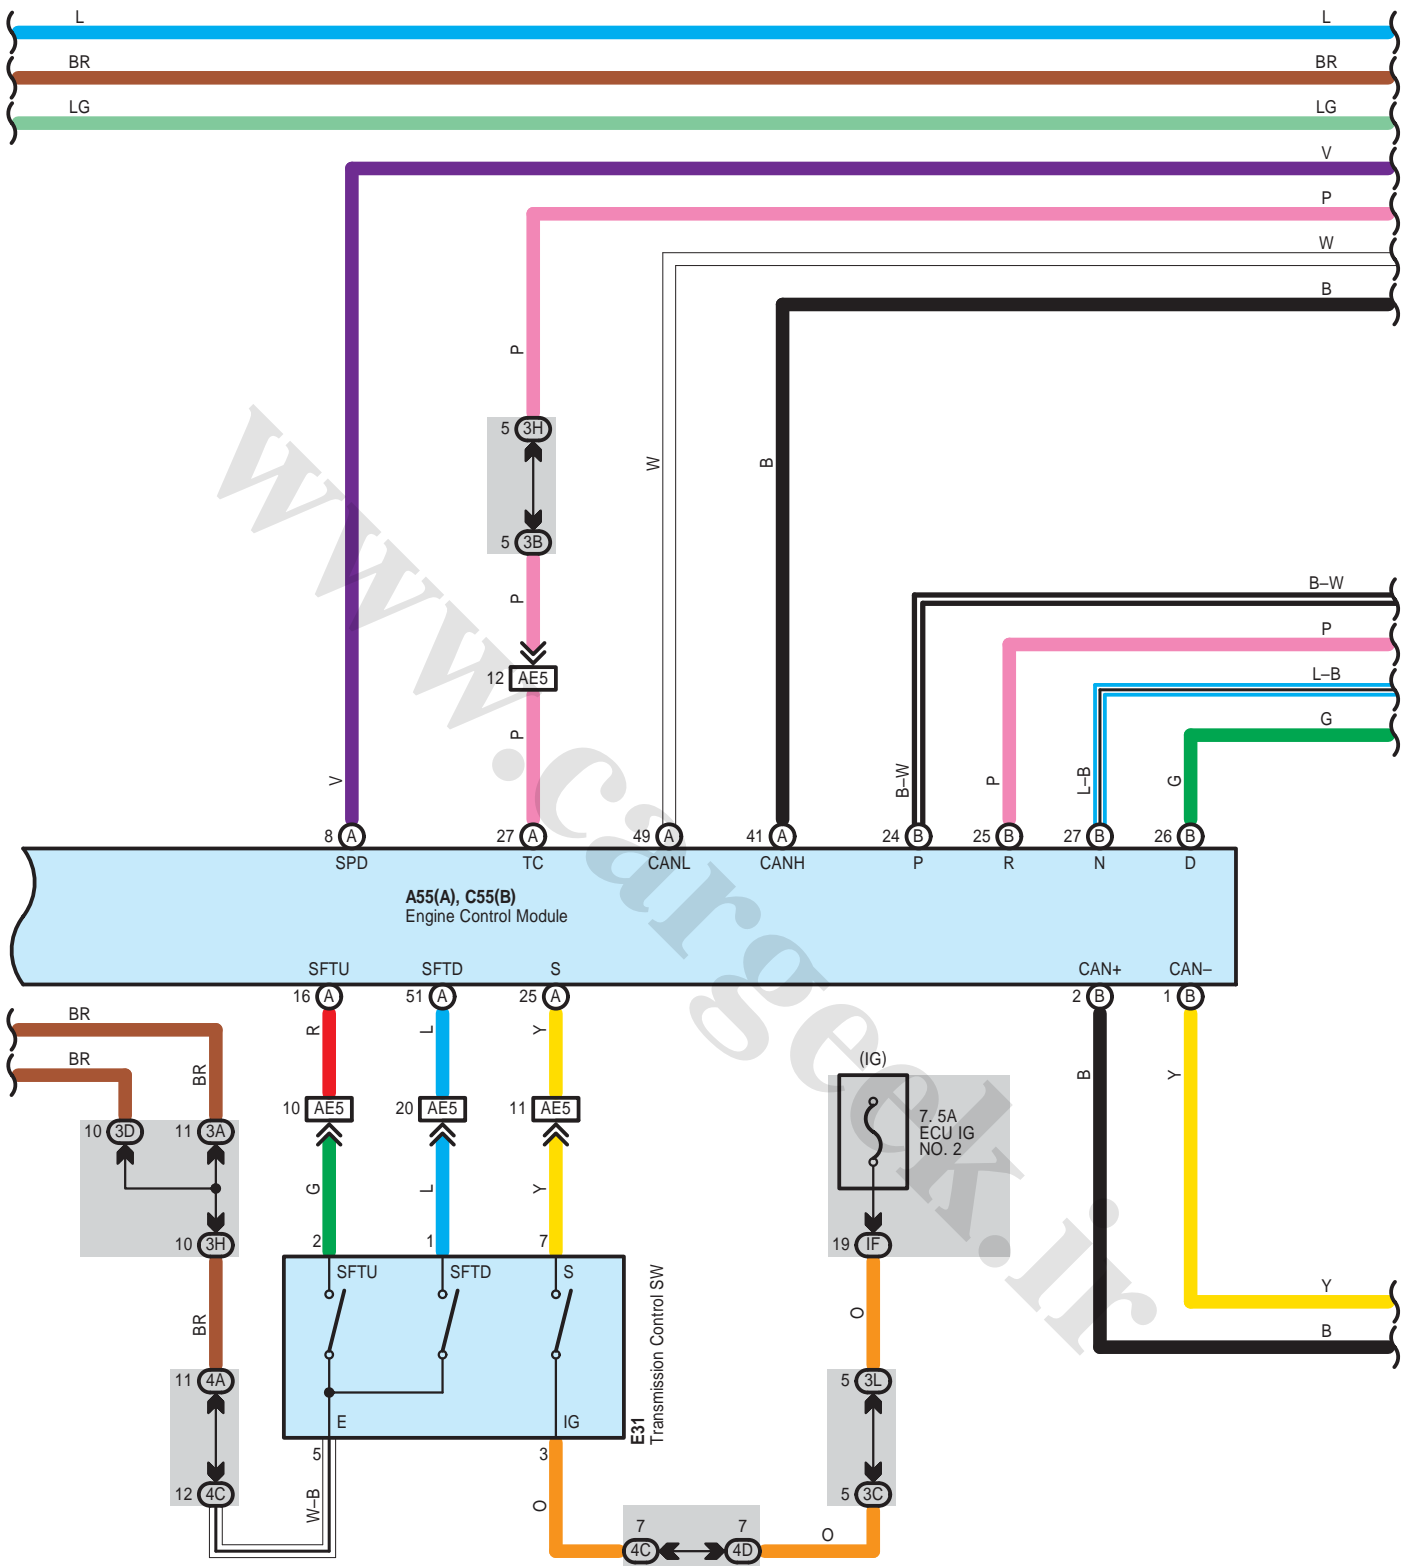 L L
BR BR
LG LG
V
P
W
B
P
5 3H
W B
5 3B
P
B–W
P
L–B
G
12 AE5
P
V B–W P L–B G
8 A 27 A 49 A 41 A 24 B 25 B 27 B 26 B
SPD TC CANL CANH P R N D
A55(A), C55(B)
Engine Control Module
SFTU SFTD S CAN+ CAN–
16 A 51 A 25 A 2 B 1 B
BR
R L Y
BR
BR
B Y
(IG)
7. 5A
ECU IG
NO. 2
10 AE5 20 AE5 11 AE5
10 3D 11 3A
G L Y
10 3H
2 1 7
19 IF
SFTU SFTD S
E31
Transmission Control SW
BR
O
Y
B
11 4A
5 3L
E IG
5 3
12 4C
W–B
O
5 3C
7 7
4C 4D
O
www.cargeek.ir